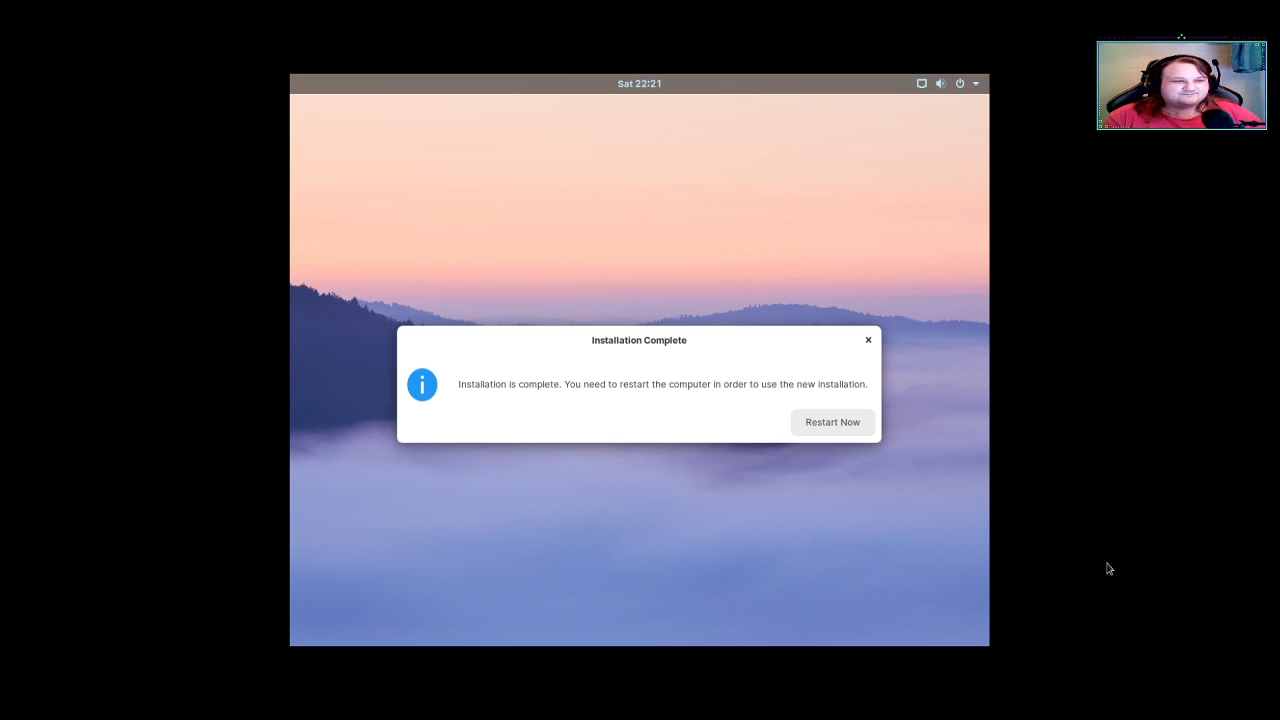 Sat 22:21
Installation Complete
Installation is complete. You need to restart the computer in order to use the new installation.
Restart Now